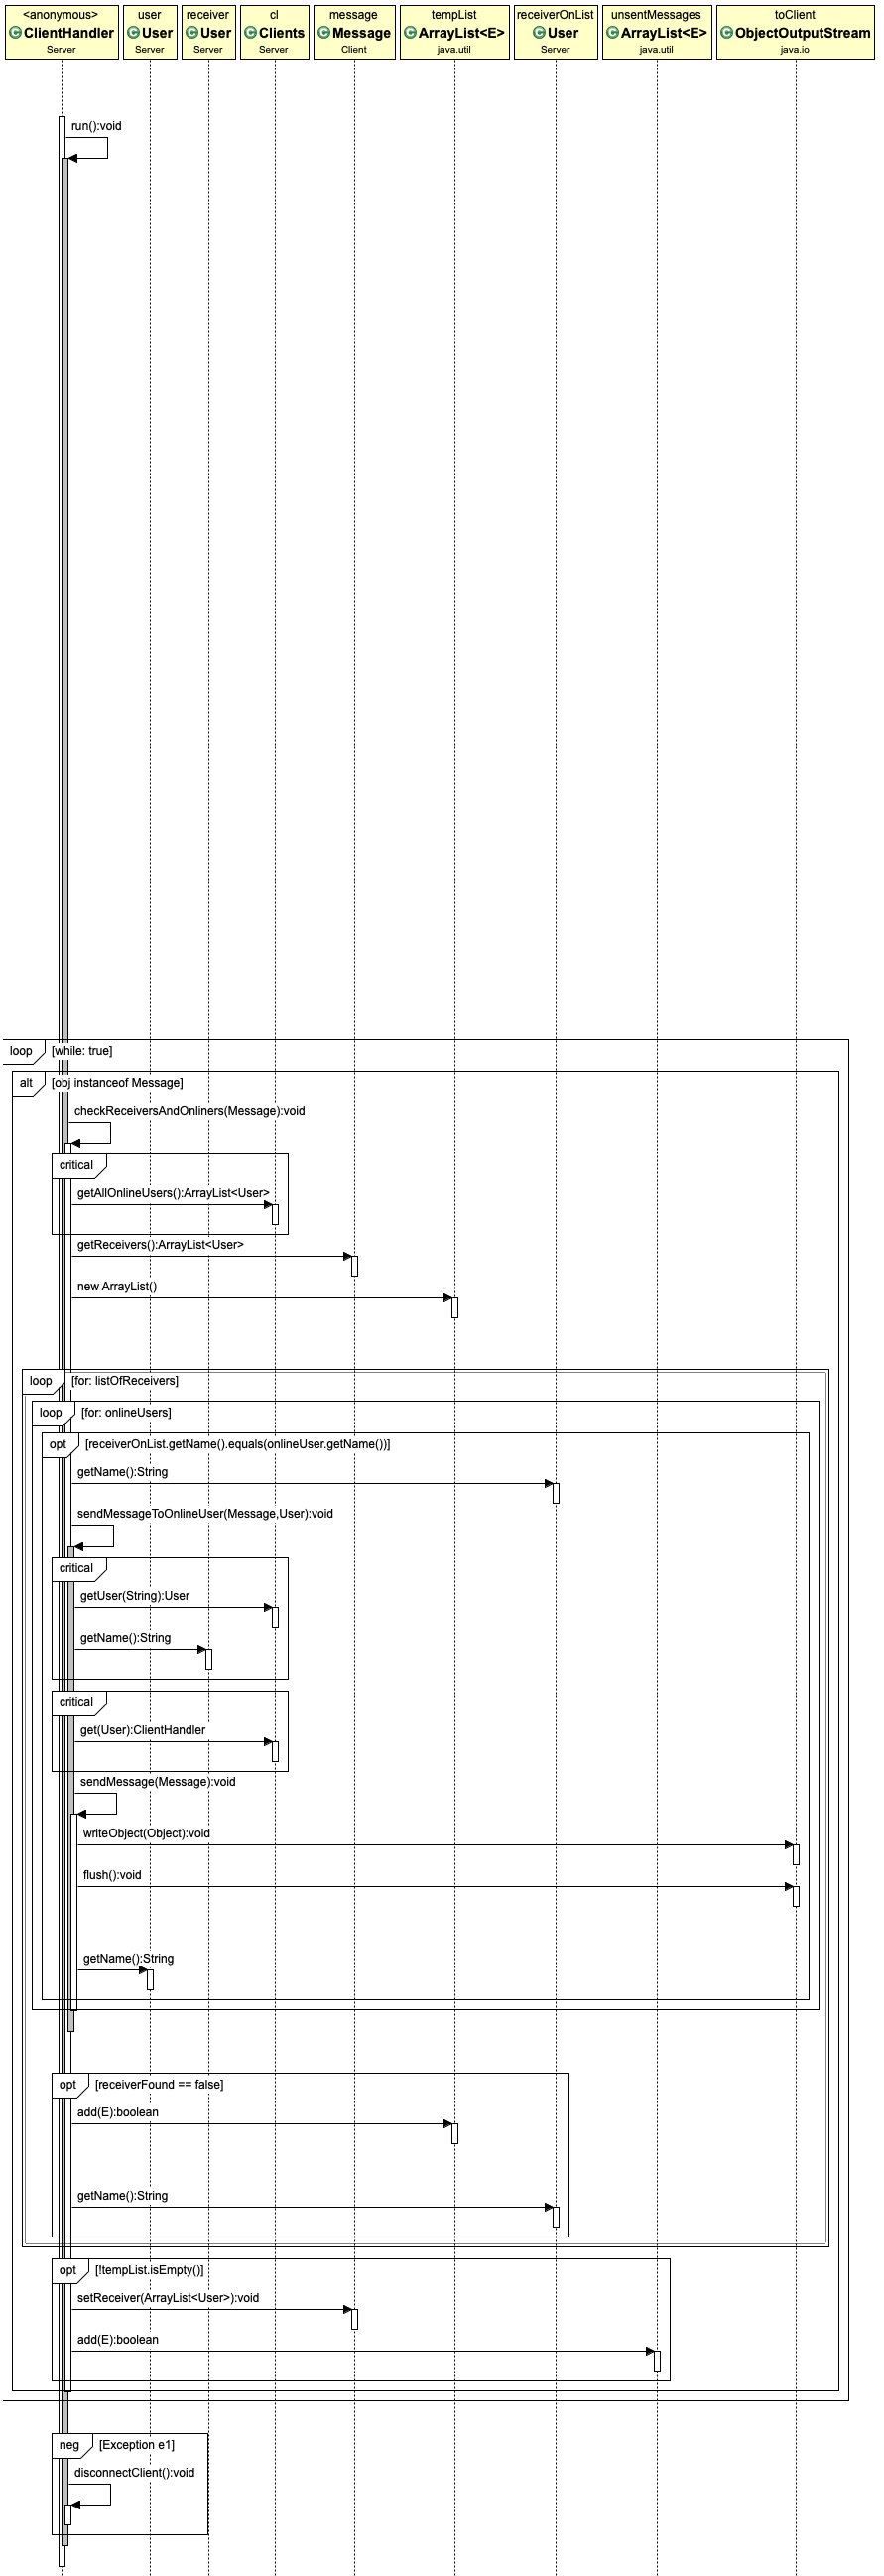 <anonymous> user receiver cl message tempList receiverOnList unsentMessages toClient
C ClientHandler C User C User C Clients C Message C ArrayList<E> C User C ArrayList<E> C ObjectOutputStream
Server Server Server Server Client java.util Server java.util java.io
run():void
loop [while: true]
alt [obj instanceof Message]
checkReceiversAndOnliners(Message):void
critical
getAllOnlineUsers():ArrayList<User>
getReceivers():ArrayList<User>
new ArrayList()
loop [for: listOfReceivers]
loop [for: onlineUsers]
opt [receiverOnList.getName().equals(onlineUser.getName())]
getName():String
sendMessageToOnlineUser(Message,User):void
critical
getUser(String):User
getName():String
critical
get(User):ClientHandler
sendMessage(Message):void
writeObject(Object):void
flush():void
getName():String
opt [receiverFound == false]
add(E):boolean
getName():String
opt [!tempList.isEmpty()]
setReceiver(ArrayList<User>):void
add(E):boolean
neg [Exception e1]
disconnectClient():void